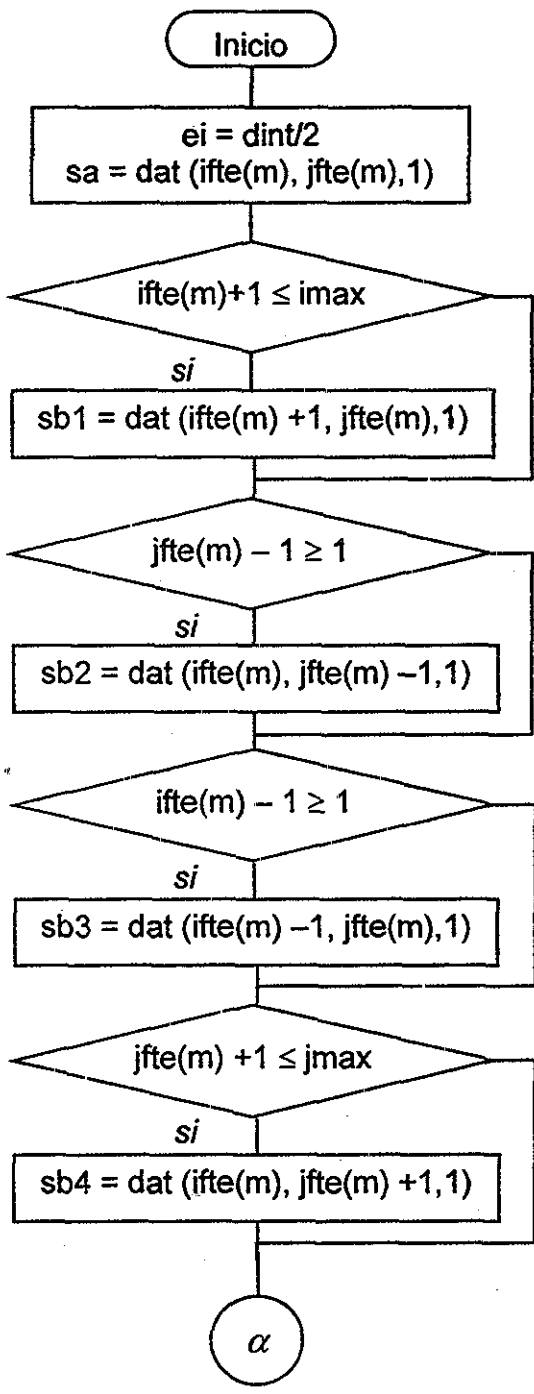 Inicio
ei = dint/2
sa = dat (ifte(m), jfte(m),1)
ifte(m)+1 ≤ imax
si
sb1 = dat (ifte(m) +1, jfte(m),1)
jfte(m) – 1 ≥ 1
si
sb2 = dat (ifte(m), jfte(m) –1,1)
ifte(m) – 1 ≥ 1
si
sb3 = dat (ifte(m) –1, jfte(m),1)
jfte(m) +1 ≤ jmax
si
sb4 = dat (ifte(m), jfte(m) +1,1)
α